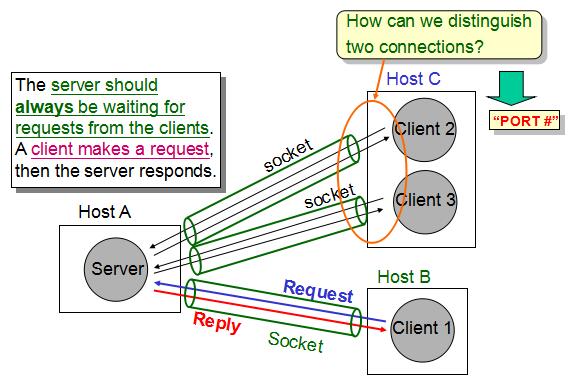 How can we distinguish
two connections?
Host C
"PORT #"
The server should
always be waiting for
requests from the clients.
A client makes a request,
then the server responds.
Client 2
socket
socket
Client 3
Host A
Server
Host B
Request
Reply
Socket
Client 1